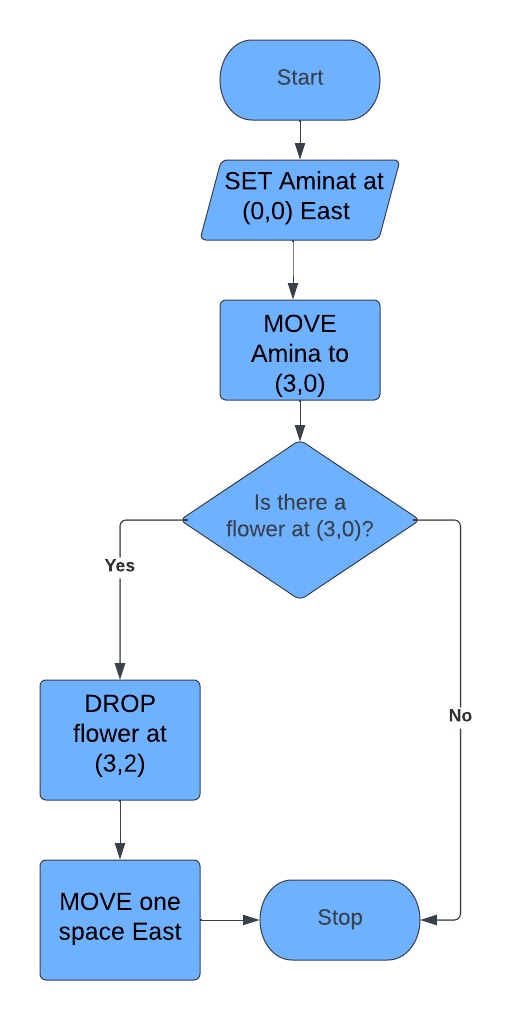 Start
SET Aminat at
(0,0) East
MOVE
Amina to
(3,0)
Is there a
flower at (3,0)?
Yes
DROP
flower at
(3,2)
No
MOVE one
space East
Stop